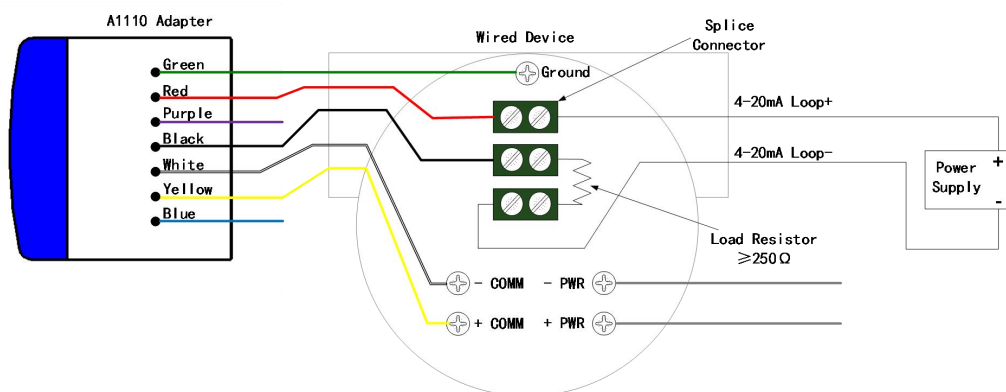 A1110 Adapter
Green
Red
Purple
Black
White
Yellow
Blue
Wired Device
Ground
Splice
Connector
4-20mA Loop+
4-20mA Loop-
Power
Supply
+
-
Load Resistor
≥250Ω
- COMM - PWR
+ COMM + PWR